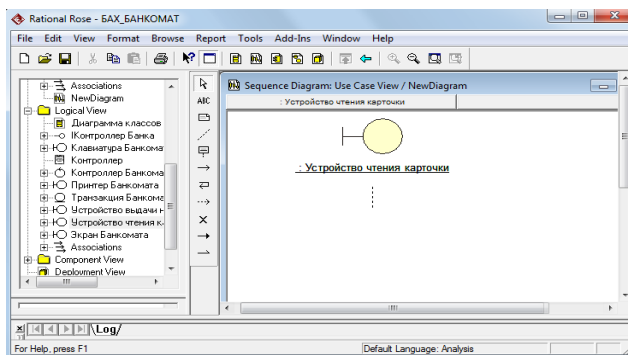 Rational Rose - БАХ_БАНКОМАТ
File Edit View Format Browse Report Tools Add-Ins Window Help
Associations
NewDiagram
Logical View
Диаграмма классов
IКонтроллер Банка
Клавиатура Банкома
Контроллер
Контроллер Банкома
Принтер Банкомата
Транзакция Банкома
Устройство выдачи н
Устройство чтения к
Экран Банкомата
Associations
Component View
Deployment View
ABC
Sequence Diagram: Use Case View / NewDiagram
: Устройство чтения карточки
: Устройство чтения карточки
Log
For Help, press F1
Default Language: Analysis